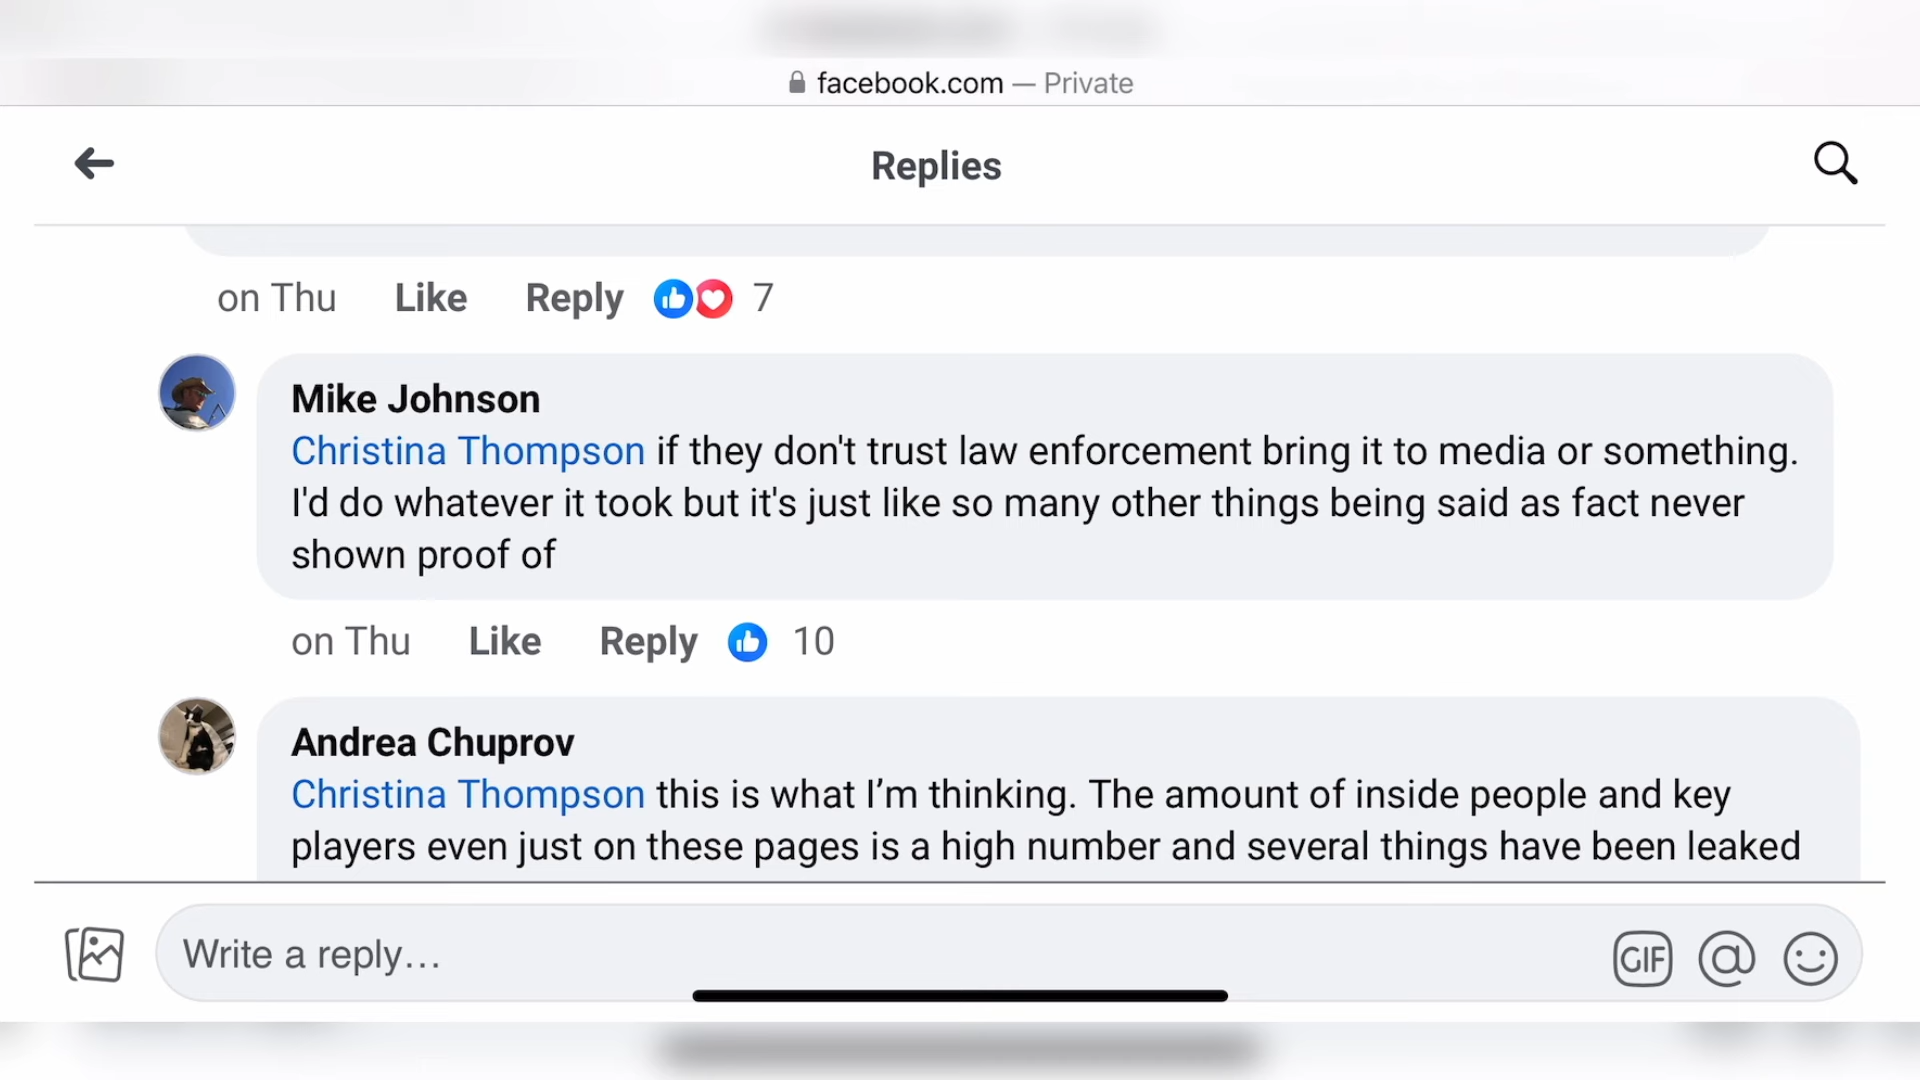 facebook.com — Private
Replies
on Thu Like Reply 7
Mike Johnson
Christina Thompson if they don't trust law enforcement bring it to media or something.
I'd do whatever it took but it's just like so many other things being said as fact never
shown proof of
on Thu Like Reply 10
Andrea Chuprov
Christina Thompson this is what I’m thinking. The amount of inside people and key
players even just on these pages is a high number and several things have been leaked
Write a reply…
GIF @